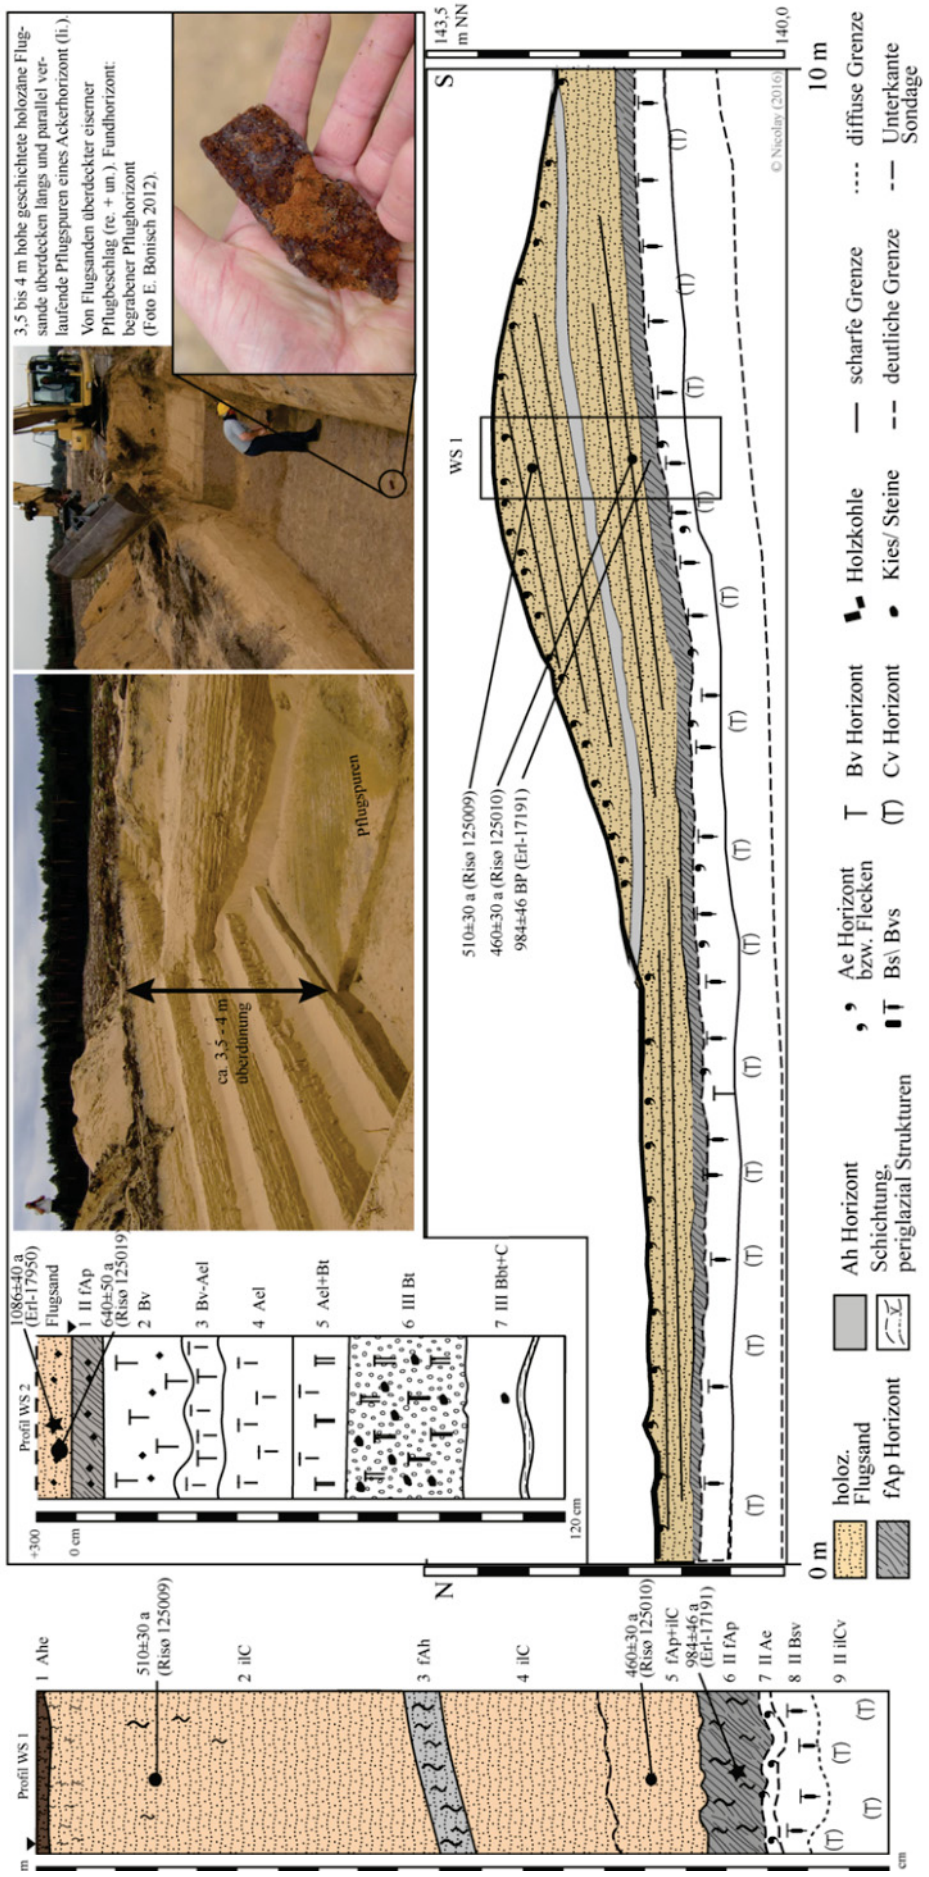 3,5 bis 4 m hohe geschichtete holozäne Flug-
sande überdecken längs und parallel ver-
laufende Pflugspuren eines Ackerhorizont (li.).
Von Flugsanden überdeckter eiserner
Pflugbeschlag (re. + un.). Fundhorizont:
begrabener Pflughorizont
(Foto E. Bönisch 2012).
ca. 3,5 - 4 m
überdünung
Pflugspuren
Profil WS 2
+300
0 cm
120 cm
1086±40 a
(Erl-17950)
Flugsand
1 II fAp
640±50 a
(Risø 125019)
2 Bv
3 Bv-Ael
4 Ael
5 Ael+Bt
6 III Bt
7 III Bbt+C
Profil WS 1
m
cm
1 Ahe
510±30 a
(Risø 125009)
2 ilC
3 fAh
4 ilC
460±30 a
(Risø 125010)
5 fAp+ilC
984±46 a
(Erl-17191)
6 II fAp
7 II Ae
8 II Bsv
9 II ilCv
(T) (T) (T) (T)
N
S
143,5
m NN
140,0
WS 1
510±30 a (Risø 125009)
460±30 a (Risø 125010)
984±46 BP (Erl-17191)
(T) (T) (T) (T) (T) (T) (T) (T) (T) (T) (T) (T) (T)
© Nicolay (2016)
0 m
10 m
holoz.
Flugsand
fAp Horizont
Ah Horizont
Schichtung,
periglazial Strukturen
Ae Horizont
bzw. Flecken
Bs\ Bvs
Bv Horizont
(T) Cv Horizont
Holzkohle
Kies/ Steine
scharfe Grenze
deutliche Grenze
diffuse Grenze
Unterkante
Sondage